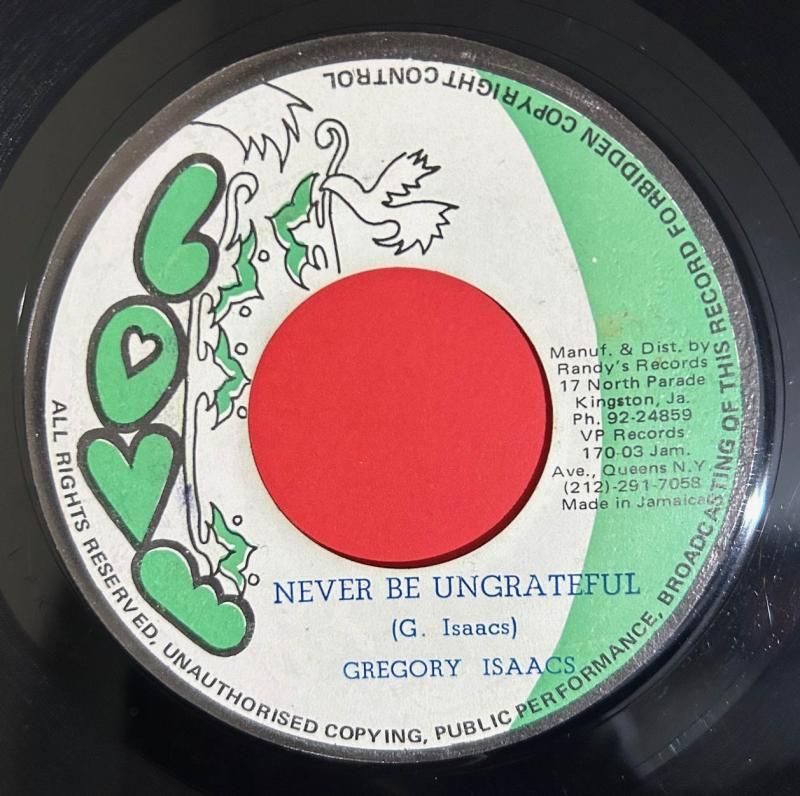 LOVE
Manuf. & Dist. by
Randy's Records
17 North Parade
Kingston, Ja.
Ph. 92-24859
VP Records
170-03 Jam.
Ave., Queens N.Y.
(212)-291-7058
Made in Jamaica
NEVER BE UNGRATEFUL
(G. Isaacs)
GREGORY ISAACS
ALL RIGHTS RESERVED, UNAUTHORISED COPYING, PUBLIC PERFORMANCE, BROADCASTING OF THIS RECORD FORBIDDEN COPYRIGHT CONTROL